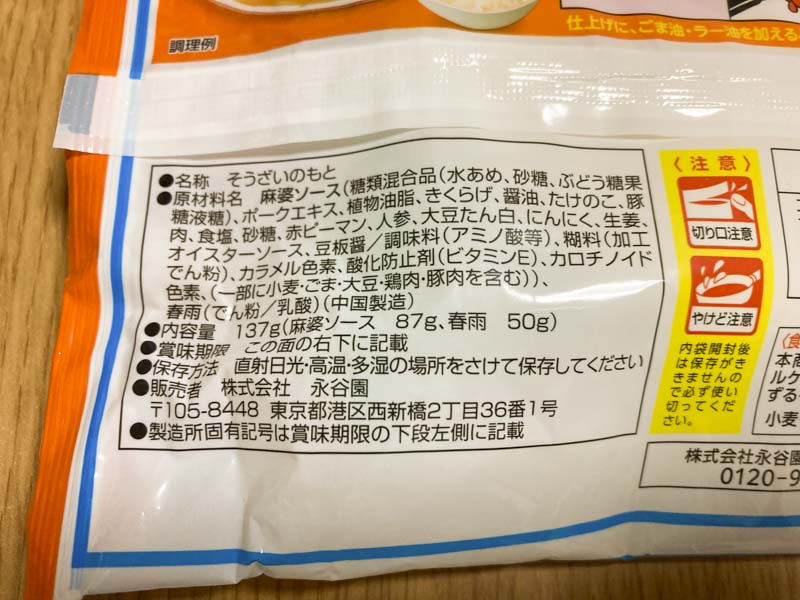 調理例
仕上げに、ごま油・ラー油を加える
●名称 そうざいのもと
●原材料名 麻婆ソース(糖類混合品(水あめ、砂糖、ぶどう糖果
糖液糖)、ポークエキス、植物油脂、きくらげ、醤油、たけのこ、豚
肉、食塩、砂糖、赤ピーマン、人参、大豆たん白、にんにく、生姜、
オイスターソース、豆板醤/調味料(アミノ酸等)、糊料(加工
でん粉)、カラメル色素、酸化防止剤(ビタミンE)、カロチノイド
色素、(一部に小麦・ごま・大豆・鶏肉・豚肉を含む))、
春雨(でん粉/乳酸)(中国製造)
●内容量 137g(麻婆ソース 87g、春雨 50g)
●賞味期限 この面の右下に記載
●保存方法 直射日光・高温・多湿の場所をさけて保存してください
●販売者 株式会社 永谷園
〒105-8448 東京都港区西新橋2丁目36番1号
●製造所固有記号は賞味期限の下段左側に記載
〈注意〉
切り口注意
やけど注意
内袋開封後
は保存がき
きませんの
で必ず使い
切ってくだ
さい。
本商
ルケ
ずる
小麦
株式会社永谷園
0120-9